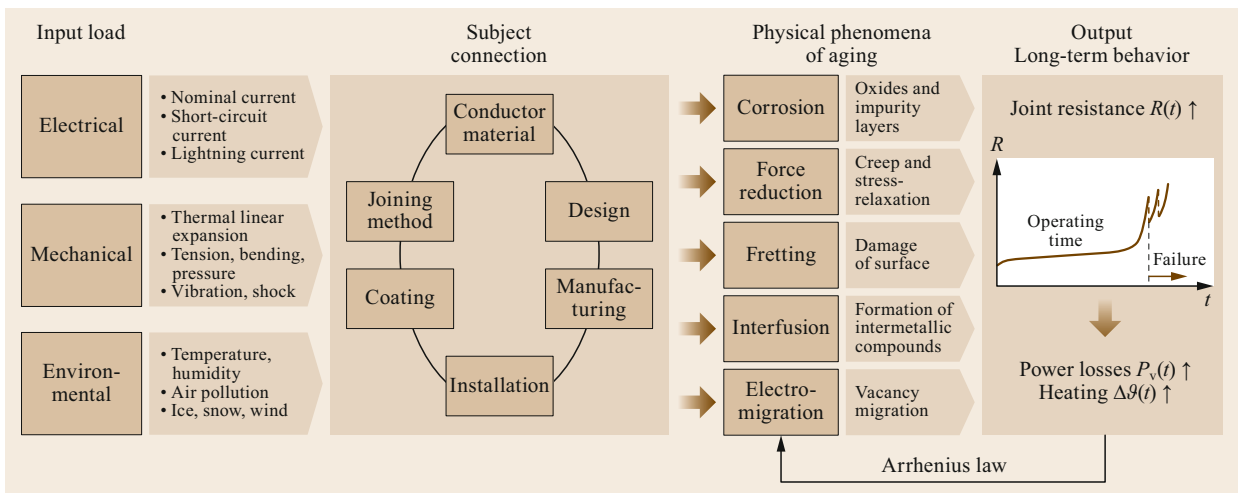 Input load
Electrical
• Nominal current
• Short-circuit
current
• Lightning current
Mechanical
• Thermal linear
expansion
• Tension, bending,
pressure
• Vibration, shock
Environ-
mental
• Temperature,
humidity
• Air pollution
• Ice, snow, wind
Subject
connection
Conductor
material
Joining
method
Design
Coating
Manufac-
turing
Installation
Physical phenomena
of aging
Corrosion
Oxides and
impurity
layers
Force
reduction
Creep and
stress-
relaxation
Fretting
Damage
of surface
Interfusion
Formation of
intermetallic
compounds
Electro-
migration
Vacancy
migration
Output
Long-term behavior
Joint resistance R(t) ↑
R
Operating
time
Failure
t
Power losses Pv(t) ↑
Heating Δϑ(t) ↑
Arrhenius law